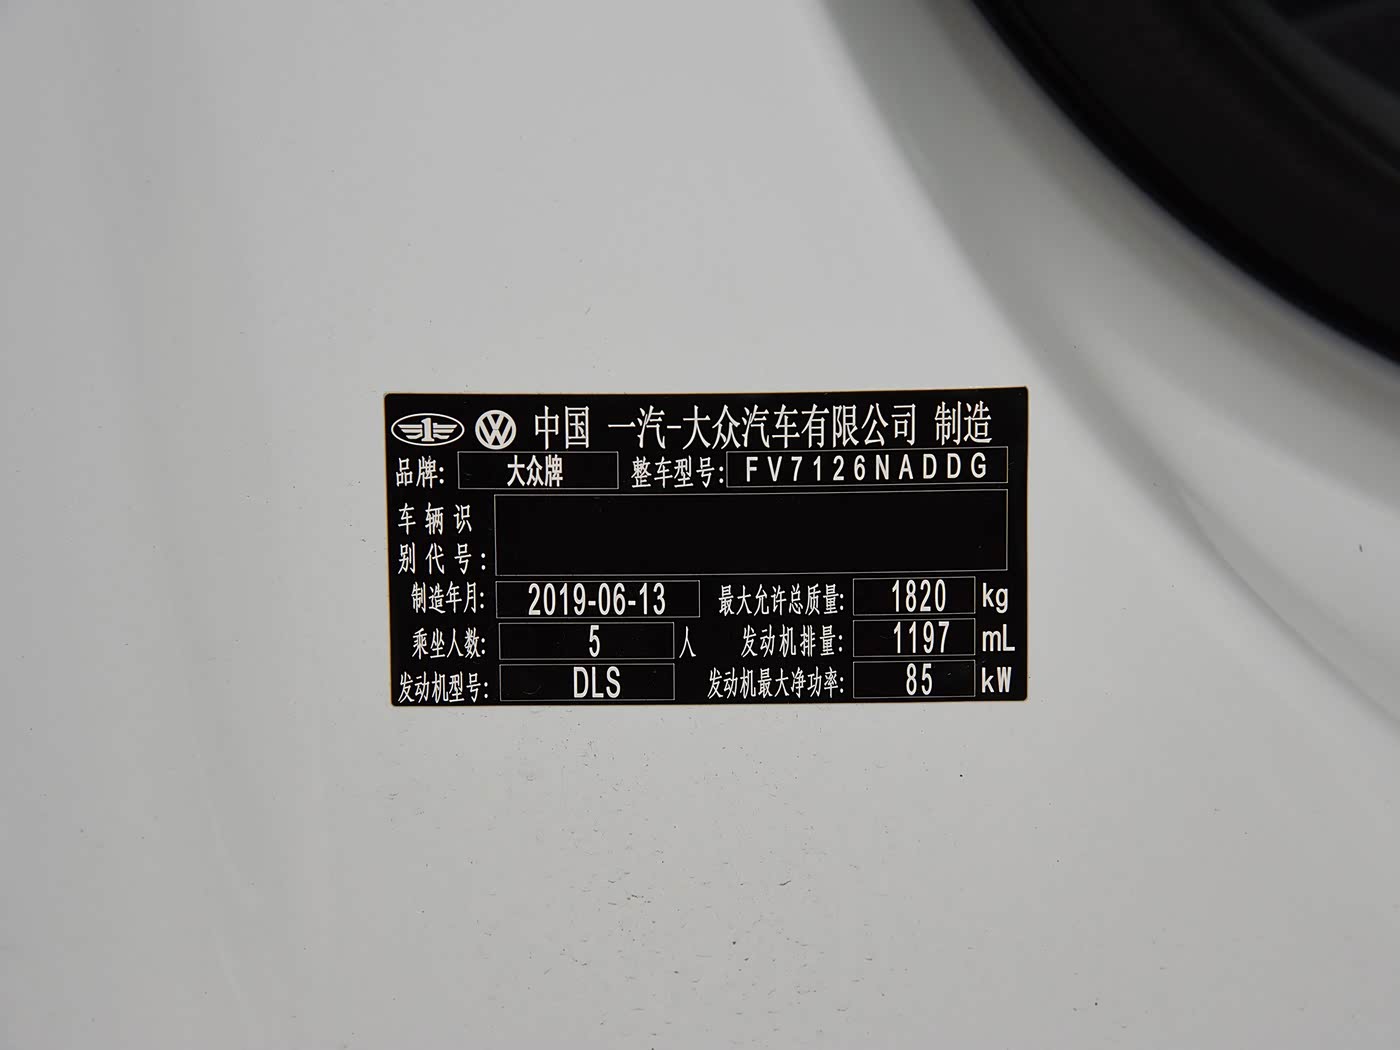 中国 一汽-大众汽车有限公司 制造
品牌: 大众牌 整车型号: FV7126NADDG
车辆识
别代号:
制造年月: 2019-06-13 最大允许总质量: 1820 kg
乘坐人数: 5 人 发动机排量: 1197 mL
发动机型号: DLS 发动机最大净功率: 85 kW